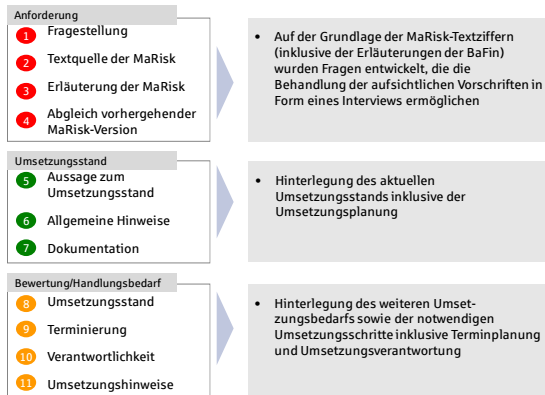 Anforderung
1 Fragestellung
2 Textquelle der MaRisk
3 Erläuterung der MaRisk
4 Abgleich vorhergehender
MaRisk-Version
• Auf der Grundlage der MaRisk-Textziffern
(inklusive der Erläuterungen der BaFin)
wurden Fragen entwickelt, die die
Behandlung der aufsichtlichen Vorschriften in
Form eines Interviews ermöglichen
Umsetzungsstand
5 Aussage zum
Umsetzungsstand
6 Allgemeine Hinweise
7 Dokumentation
• Hinterlegung des aktuellen
Umsetzungsstands inklusive der
Umsetzungsplanung
Bewertung/Handlungsbedarf
8 Umsetzungsstand
9 Terminierung
10 Verantwortlichkeit
11 Umsetzungshinweise
• Hinterlegung des weiteren Umset-
zungsbedarfs sowie der notwendigen
Umsetzungsschritte inklusive Terminplanung
und Umsetzungsverantwortung